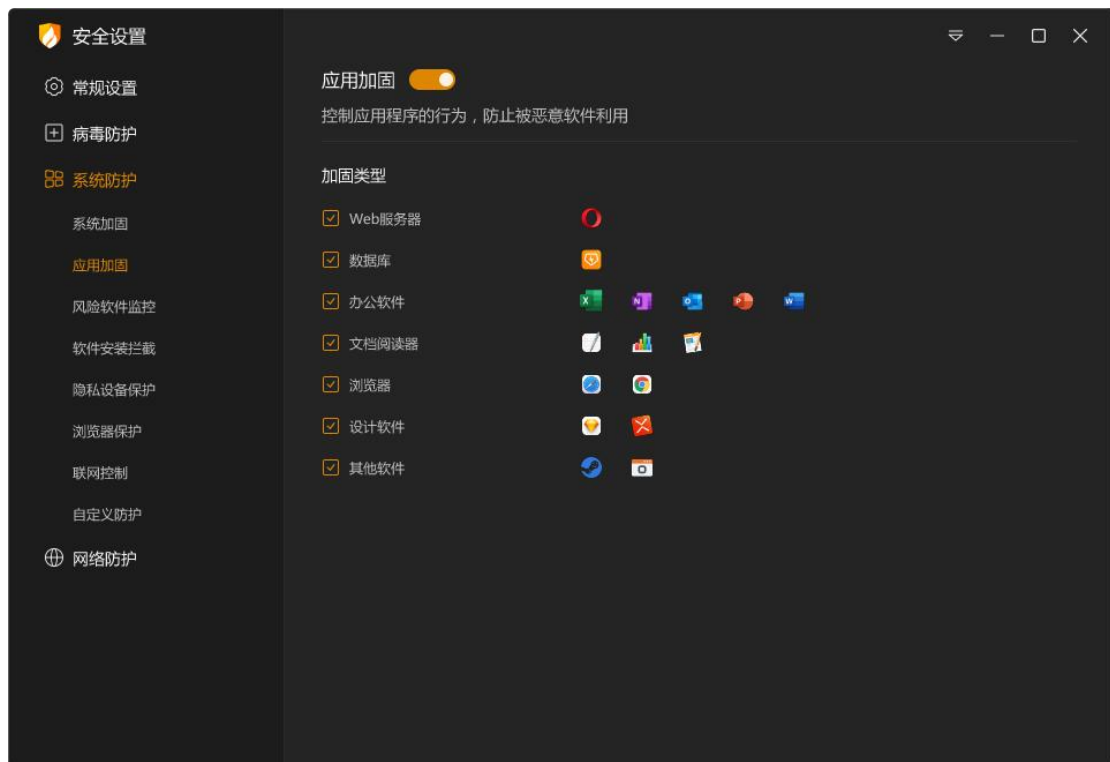 安全设置
常规设置
病毒防护
系统防护
系统加固
应用加固
风险软件监控
软件安装拦截
隐私设备保护
浏览器保护
联网控制
自定义防护
网络防护
应用加固
控制应用程序的行为，防止被恶意软件利用
加固类型
Web服务器
数据库
办公软件
X N O P W
文档阅读器
浏览器
设计软件
其他软件